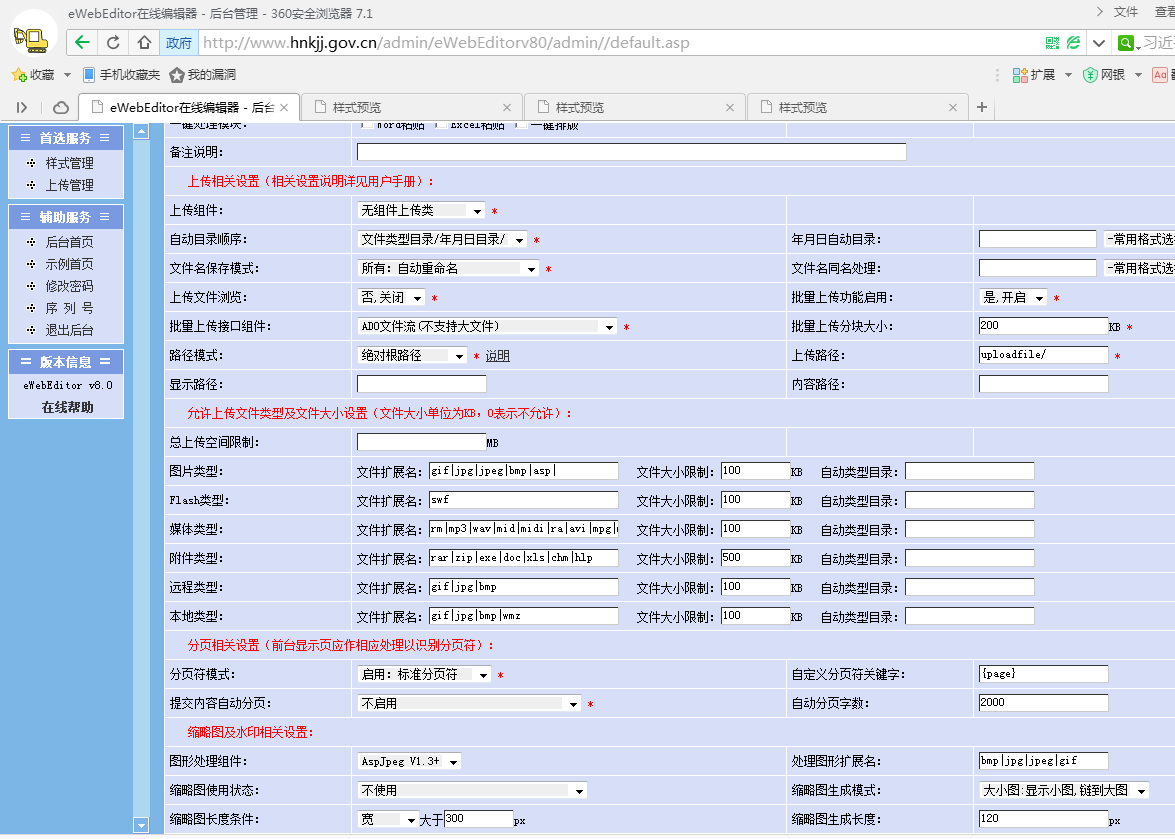 eWebEditor在线编辑器 - 后台管理 - 360安全浏览器 7.1
文件 查看
政府 http://www.hnkjj.gov.cn/admin/eWebEditorv80/admin//default.asp
习近
收藏 手机收藏夹 我的漏洞 扩展 网银
eWebEditor在线编辑器 - 后台 样式预览 样式预览 样式预览
首选服务
样式管理
上传管理
辅助服务
后台首页
示例首页
修改密码
序 列 号
退出后台
版本信息
eWebEditor v8.0
在线帮助
一键处理模块: Word粘贴 Excel粘贴 一键排版
备注说明:
上传相关设置(相关设置说明详见用户手册):
上传组件: 无组件上传类 *
自动目录顺序: 文件类型目录/年月日目录/ * 年月日自动目录: -常用格式选
文件名保存模式: 所有: 自动重命名 * 文件名同名处理: -常用格式选
上传文件浏览: 否,关闭 * 批量上传功能启用: 是,开启 *
批量上传接口组件: ADO文件流(不支持大文件) * 批量上传分块大小: 200 KB *
路径模式: 绝对根路径 * 说明 上传路径: uploadfile/ *
显示路径: 内容路径:
允许上传文件类型及文件大小设置(文件大小单位为KB，0表示不允许):
总上传空间限制: MB
图片类型: 文件扩展名: gif|jpg|jpeg|bmp|asp| 文件大小限制: 100 KB 自动类型目录:
Flash类型: 文件扩展名: swf 文件大小限制: 100 KB 自动类型目录:
媒体类型: 文件扩展名: rm|mp3|wav|mid|midi|ra|avi|mpg| 文件大小限制: 100 KB 自动类型目录:
附件类型: 文件扩展名: rar|zip|exe|doc|xls|chm|hlp 文件大小限制: 500 KB 自动类型目录:
远程类型: 文件扩展名: gif|jpg|bmp 文件大小限制: 100 KB 自动类型目录:
本地类型: 文件扩展名: gif|jpg|bmp|wmz 文件大小限制: 100 KB 自动类型目录:
分页相关设置(前台显示页应作相应处理以识别分页符):
分页符模式: 启用: 标准分页符 * 自定义分页符关键字: {page}
提交内容自动分页: 不启用 * 自动分页字数: 2000
缩略图及水印相关设置:
图形处理组件: AspJpeg V1.3+ 处理图形扩展名: bmp|jpg|jpeg|gif
缩略图使用状态: 不使用 缩略图生成模式: 大小图:显示小图,链到大图
缩略图长度条件: 宽 大于 300 px 缩略图生成长度: 120 px